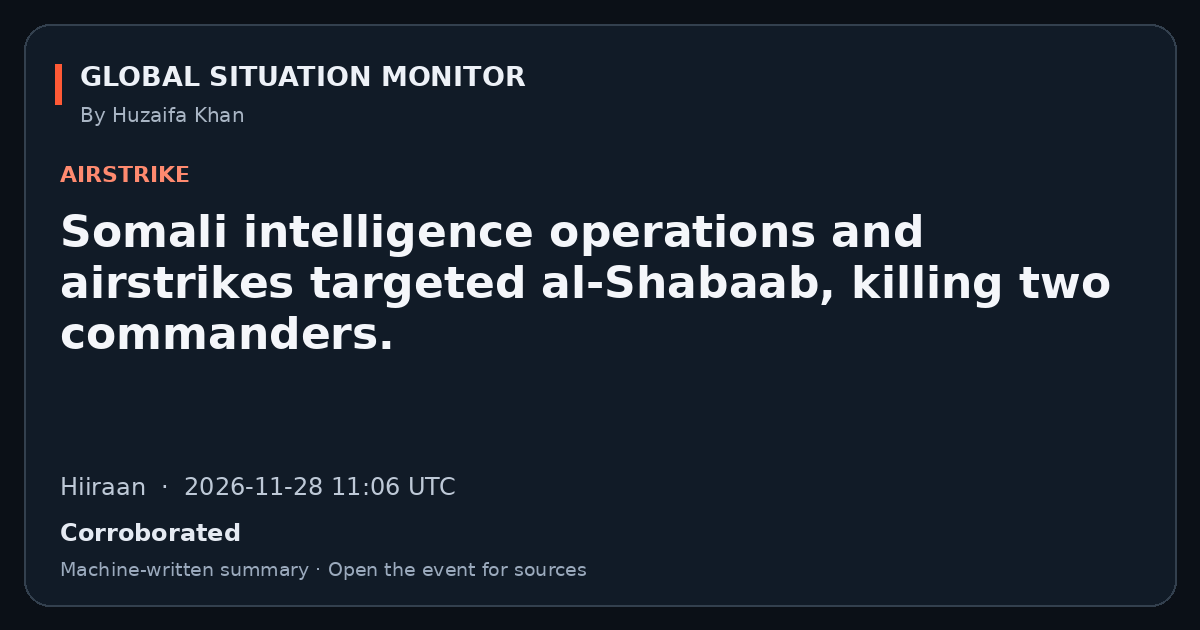 GLOBAL SITUATION MONITOR
By Huzaifa Khan
AIRSTRIKE
Somali intelligence operations and
airstrikes targeted al-Shabaab, killing two
commanders.
Hiiraan · 2026-11-28 11:06 UTC
Corroborated
Machine-written summary · Open the event for sources